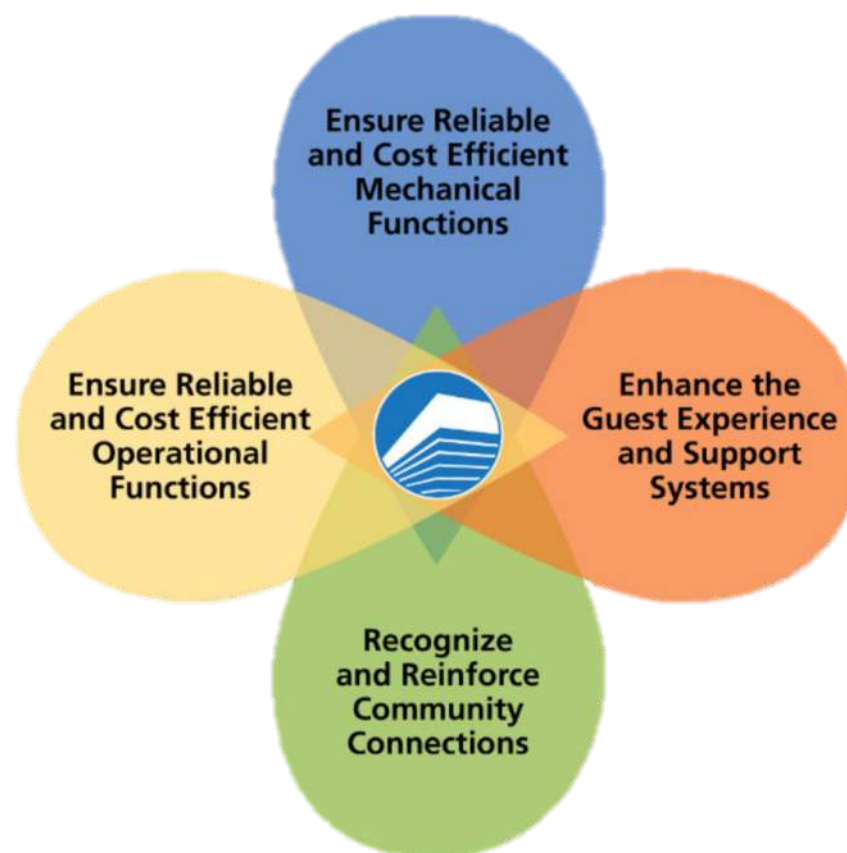 Ensure Reliable
and Cost Efficient
Mechanical
Functions
Ensure Reliable
and Cost Efficient
Operational
Functions
Enhance the
Guest Experience
and Support
Systems
Recognize
and Reinforce
Community
Connections